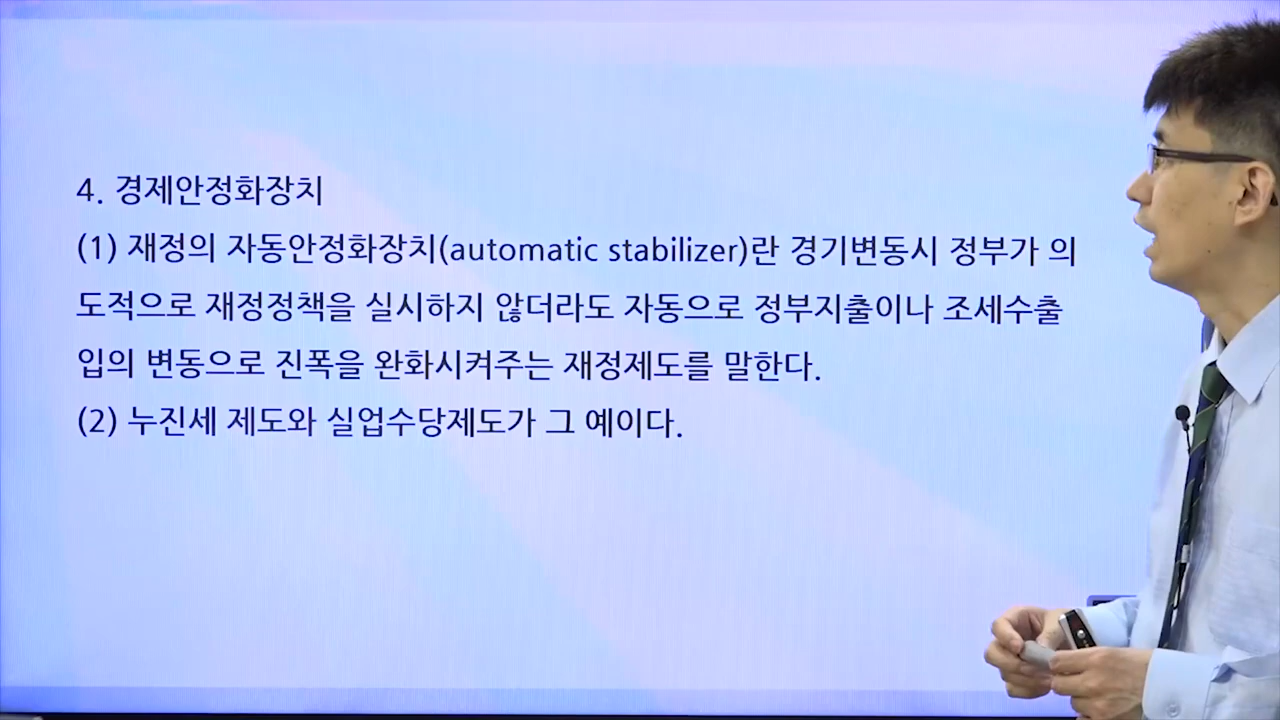 4. 경제안정화장치
(1) 재정의 자동안정화장치(automatic stabilizer)란 경기변동시 정부가 의
도적으로 재정정책을 실시하지 않더라도 자동으로 정부지출이나 조세수출
입의 변동으로 진폭을 완화시켜주는 재정제도를 말한다.
(2) 누진세 제도와 실업수당제도가 그 예이다.